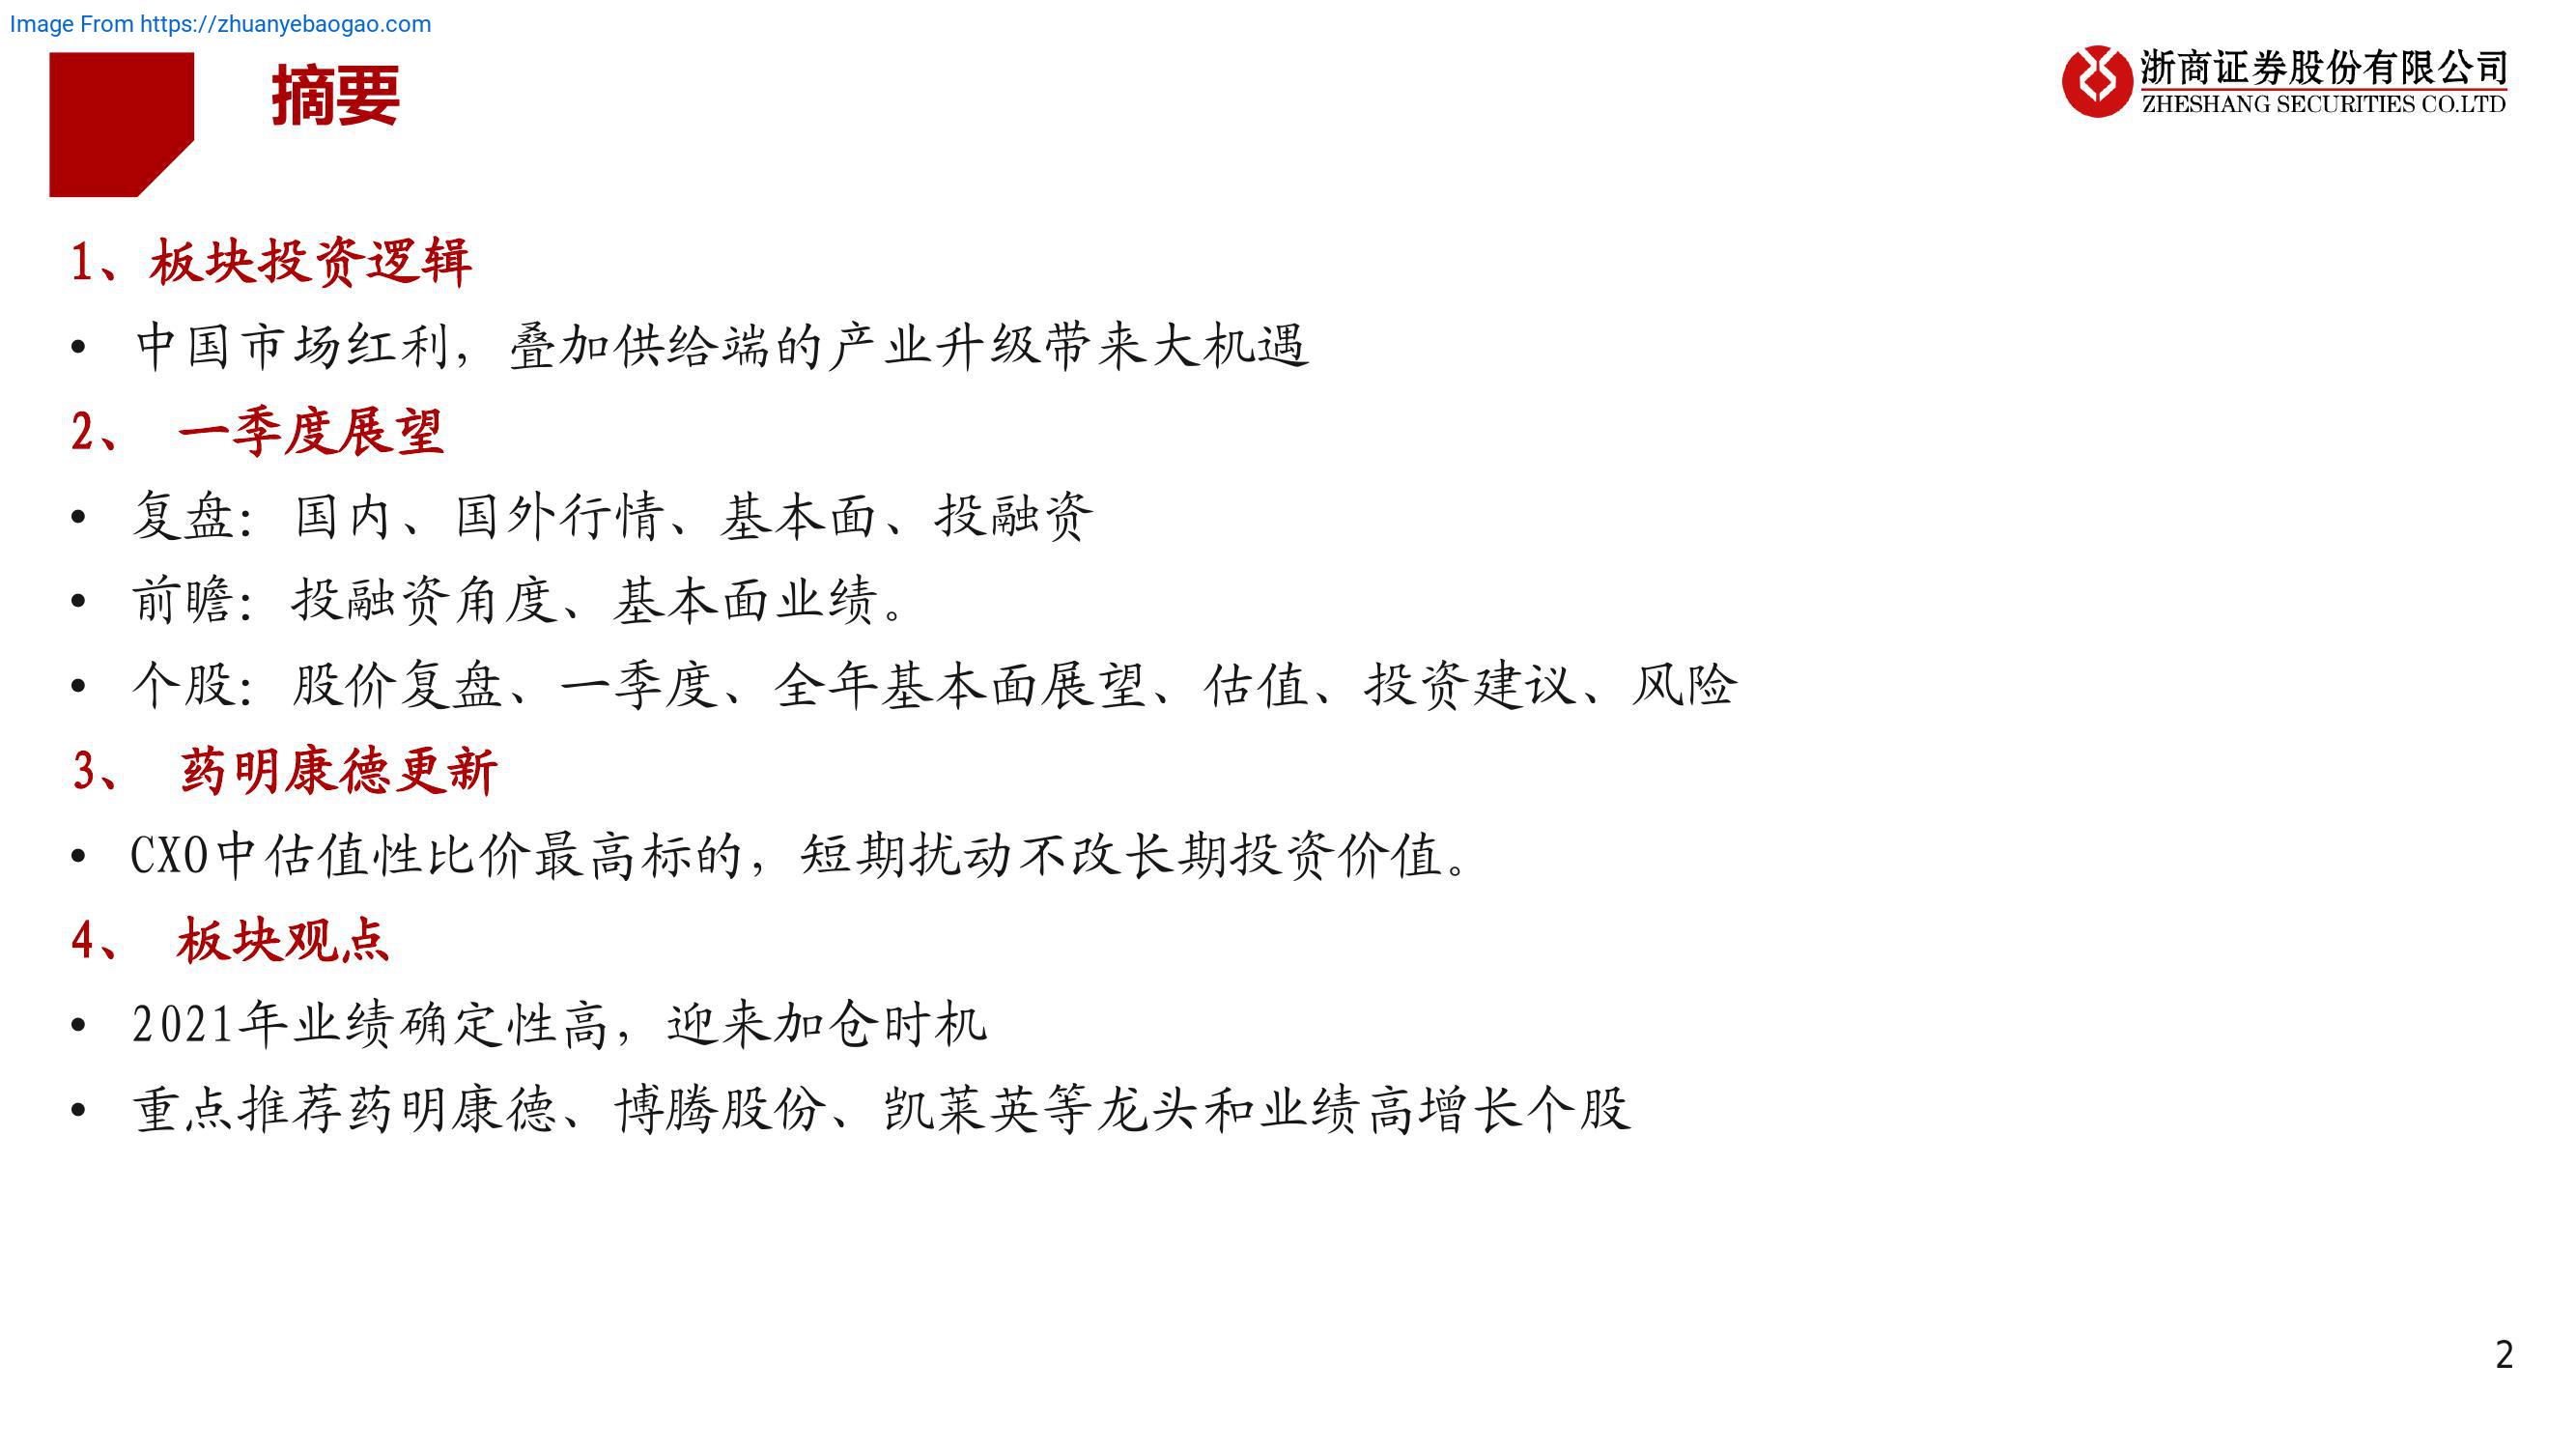 Image From https://zhuanyebaogao.com
摘要
浙商证券股份有限公司
ZHESHANG SECURITIES CO.LTD
1、板块投资逻辑
• 中国市场红利，叠加供给端的产业升级带来大机遇
2、 一季度展望
• 复盘：国内、国外行情、基本面、投融资
• 前瞻：投融资角度、基本面业绩。
• 个股：股价复盘、一季度、全年基本面展望、估值、投资建议、风险
3、 药明康德更新
• CXO中估值性比价最高标的，短期扰动不改长期投资价值。
4、 板块观点
• 2021年业绩确定性高，迎来加仓时机
• 重点推荐药明康德、博腾股份、凯莱英等龙头和业绩高增长个股
2